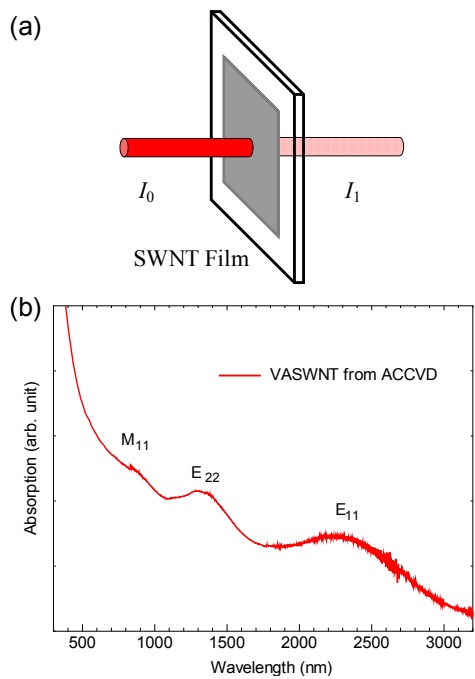 (a)
I0
I1
SWNT Film
(b)
VASWNT from ACCVD
M11
E22
E11
Absorption (arb. unit)
500 1000 1500 2000 2500 3000
Wavelength (nm)